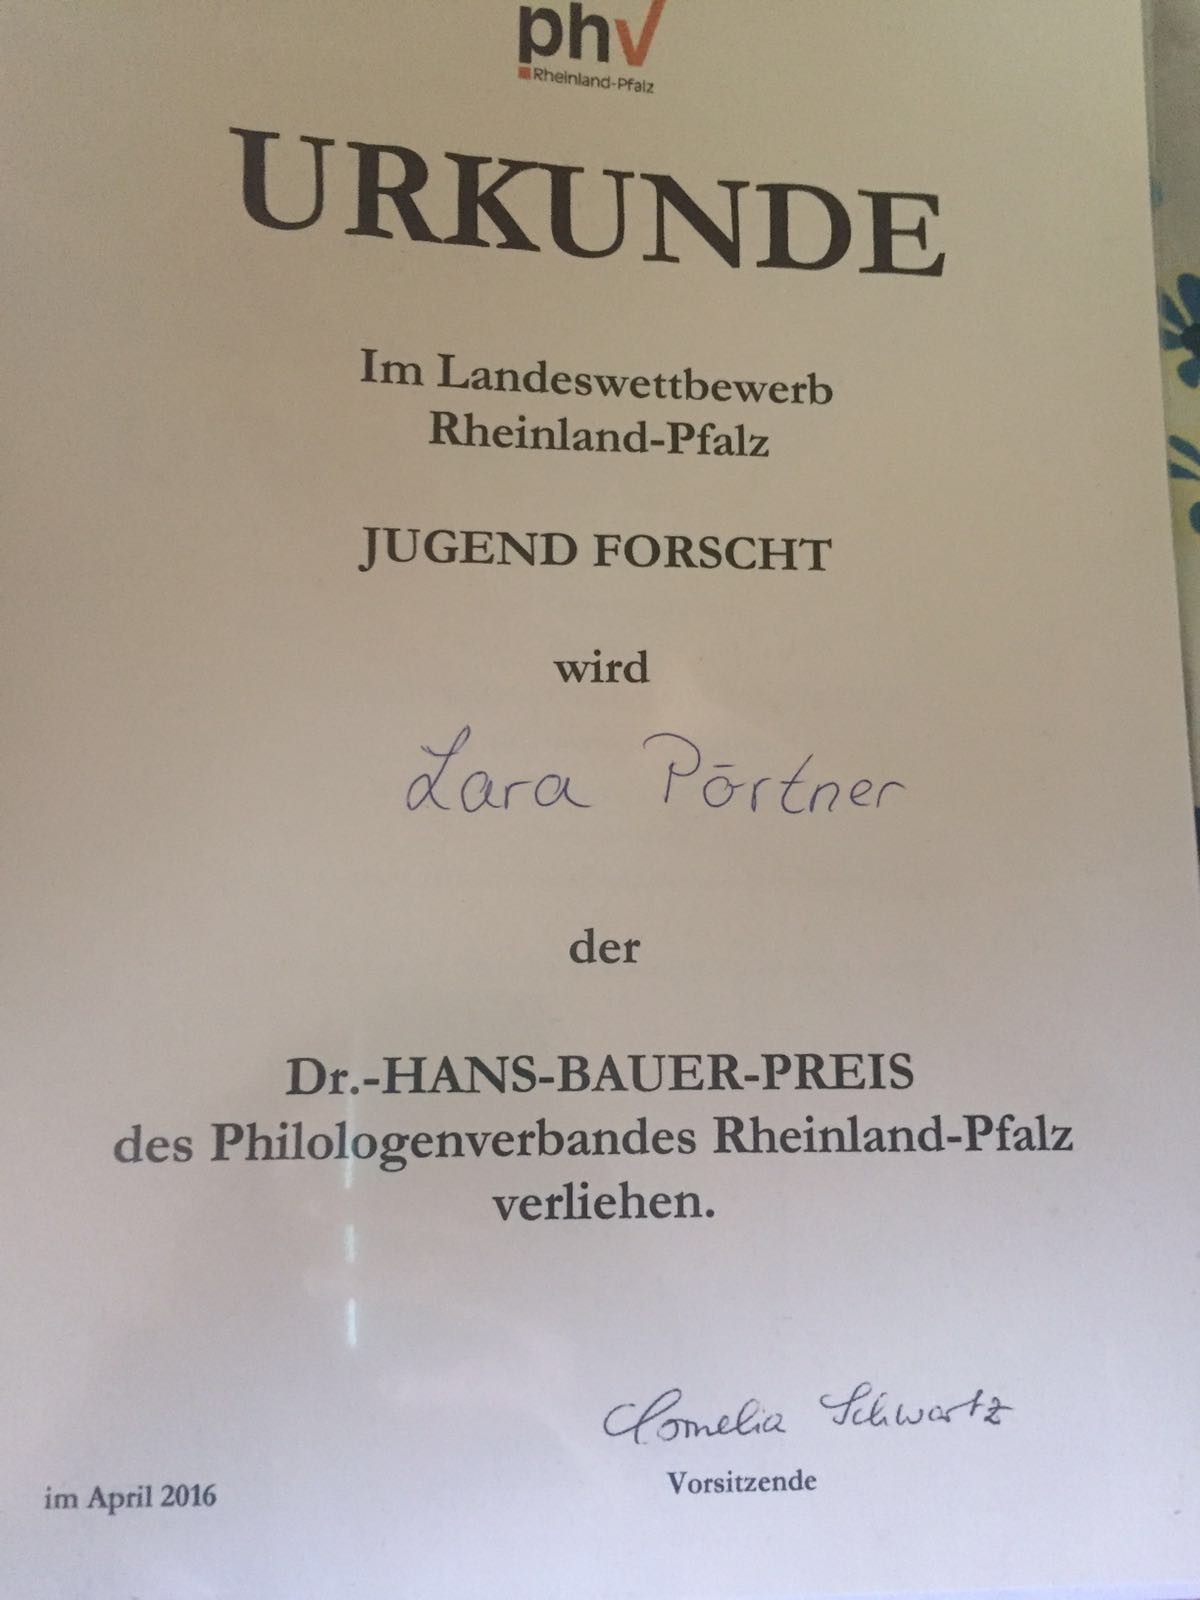 phv
Rheinland-Pfalz
URKUNDE
Im Landeswettbewerb
Rheinland-Pfalz
JUGEND FORSCHT
wird
Lara Pörtner
der
Dr.-HANS-BAUER-PREIS
des Philologenverbandes Rheinland-Pfalz
verliehen.
Cornelia Schwartz
Vorsitzende
im April 2016